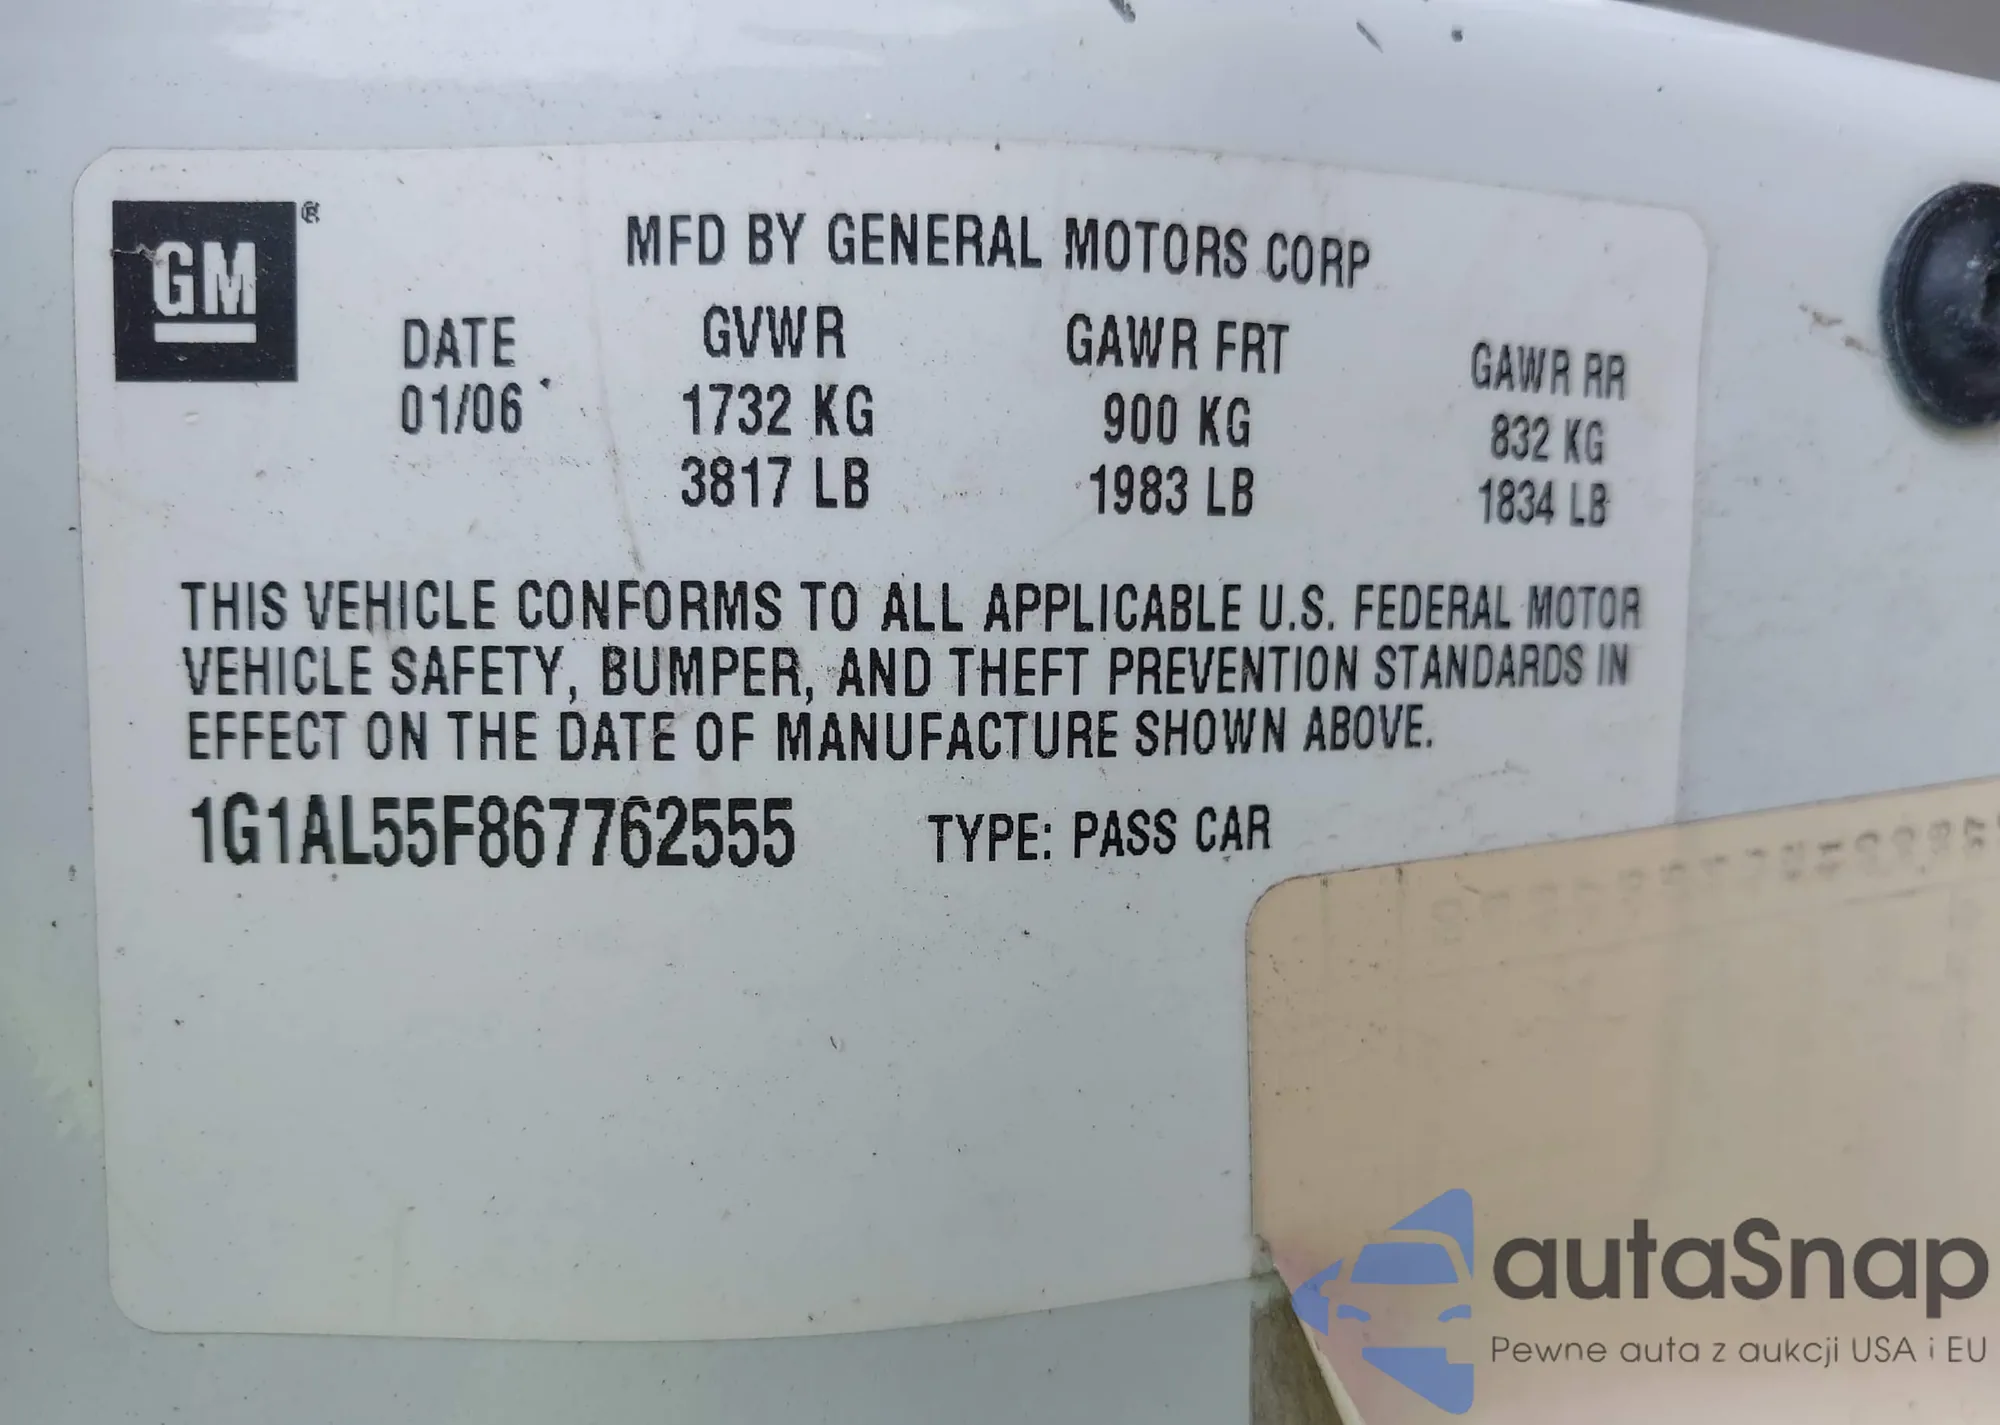 GM®
MFD BY GENERAL MOTORS CORP
DATE GVWR GAWR FRT GAWR RR
01/06 1732 KG 900 KG 832 KG
3817 LB 1983 LB 1834 LB
THIS VEHICLE CONFORMS TO ALL APPLICABLE U.S. FEDERAL MOTOR
VEHICLE SAFETY, BUMPER, AND THEFT PREVENTION STANDARDS IN
EFFECT ON THE DATE OF MANUFACTURE SHOWN ABOVE.
1G1AL55F867762555 TYPE: PASS CAR
autaSnap
Pewne auta z aukcji USA i EU